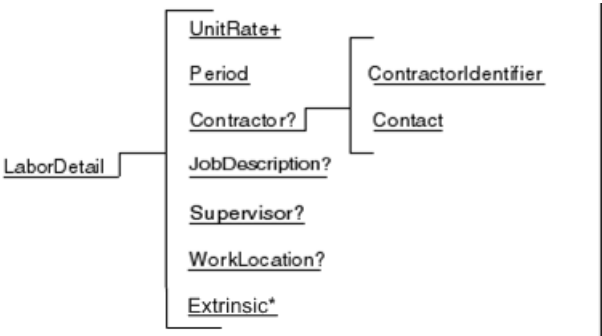 UnitRate+
Period
ContractorIdentifier
Contractor?
Contact
LaborDetail
JobDescription?
Supervisor?
WorkLocation?
Extrinsic*